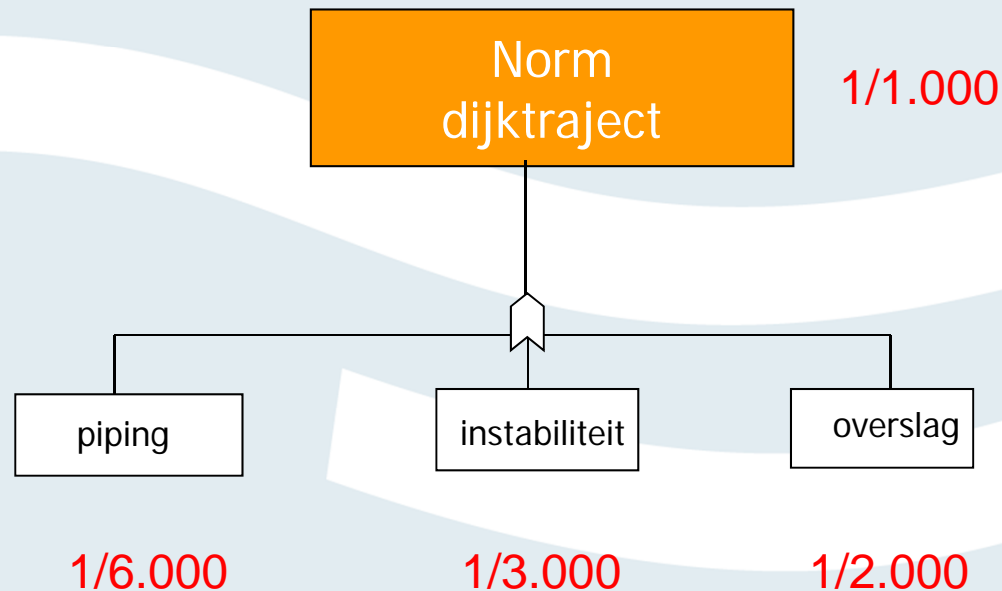 Norm
dijktraject
1/1.000
piping
instabiliteit
overslag
1/6.000
1/3.000
1/2.000